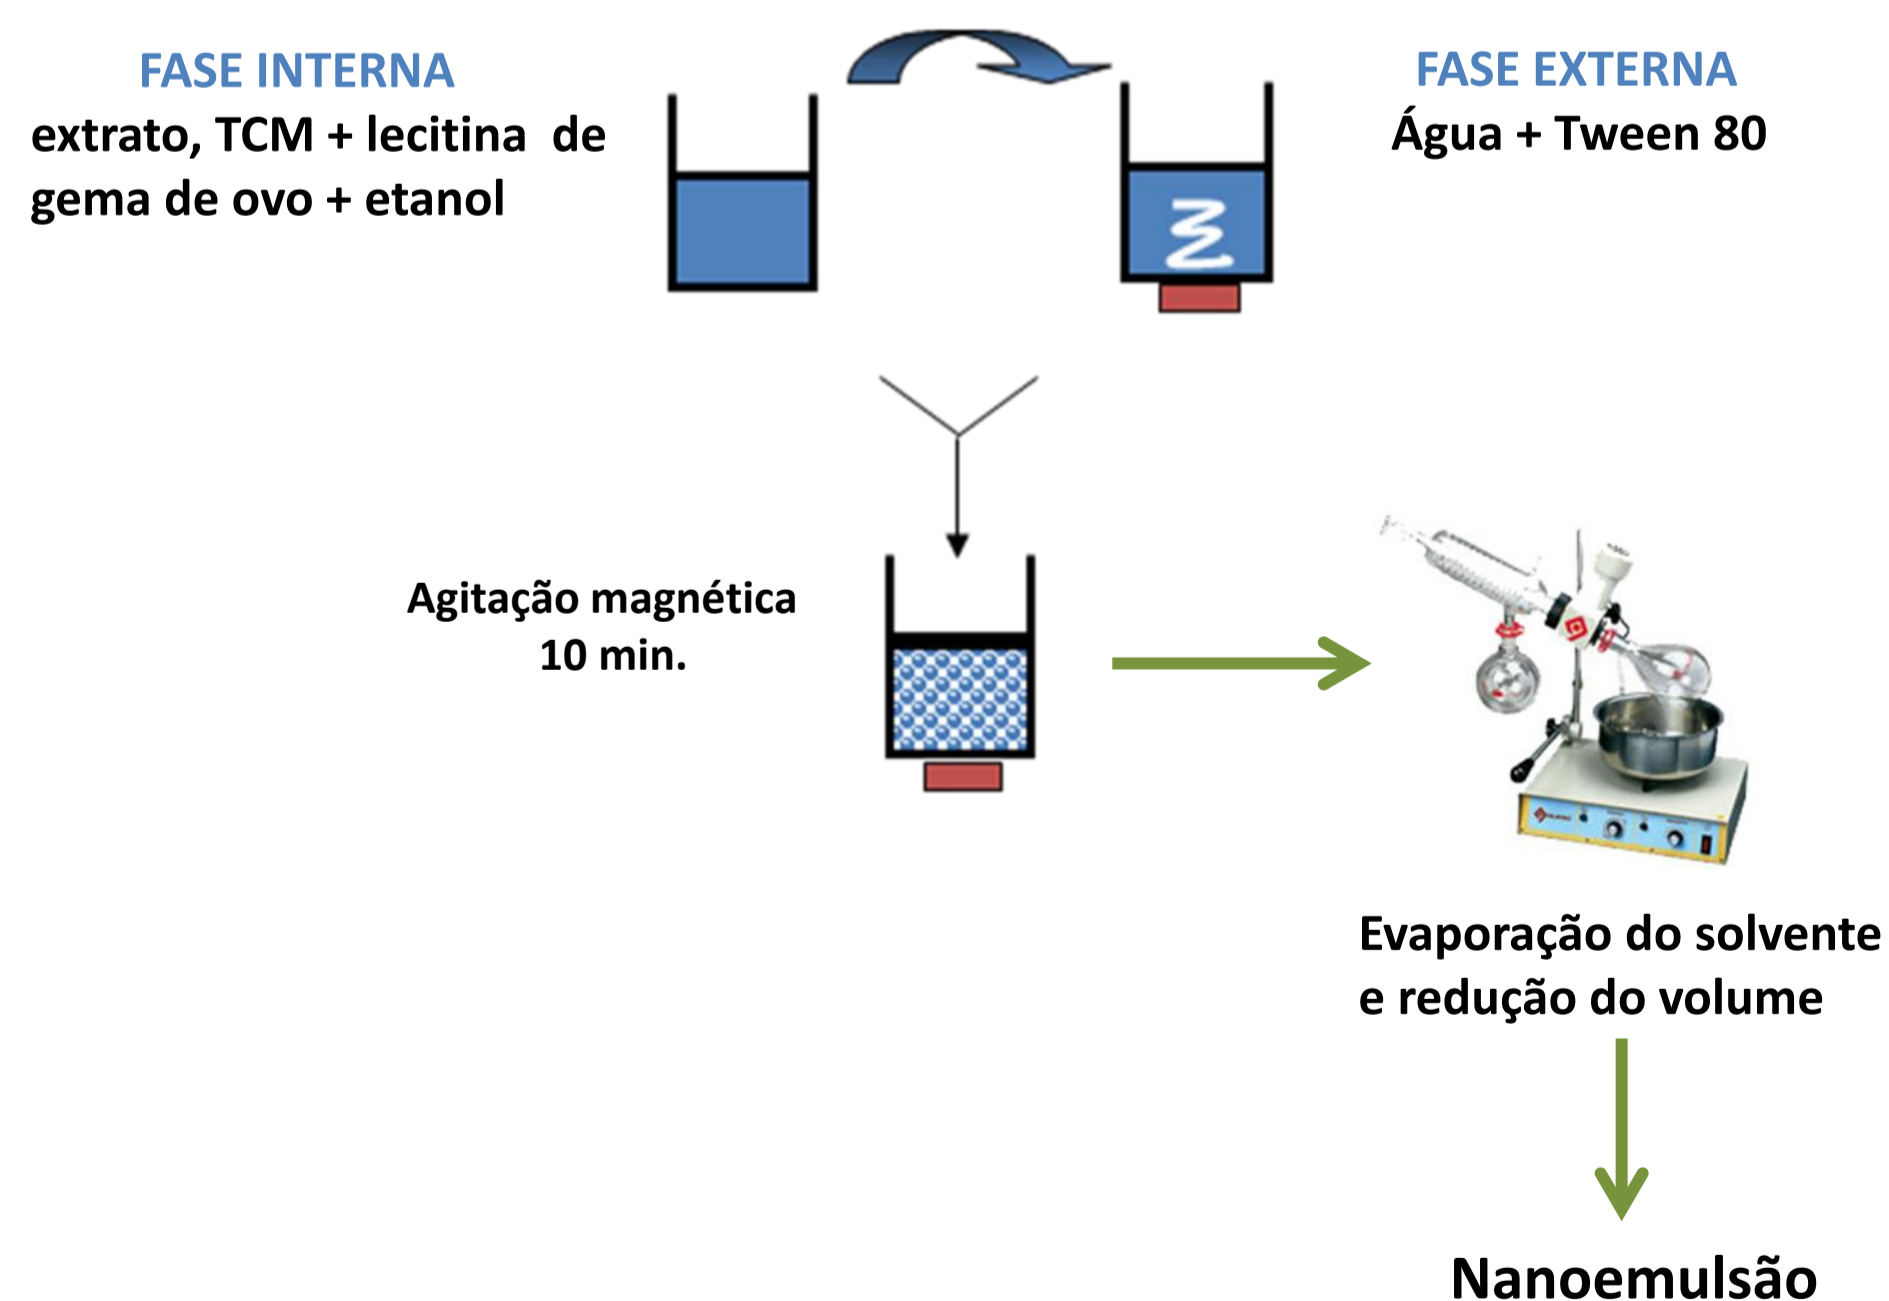 FASE INTERNA
extrato, TCM + lecitina de
gema de ovo + etanol
FASE EXTERNA
Água + Tween 80
Agitação magnética
10 min.
Evaporação do solvente
e redução do volume
Nanoemulsão